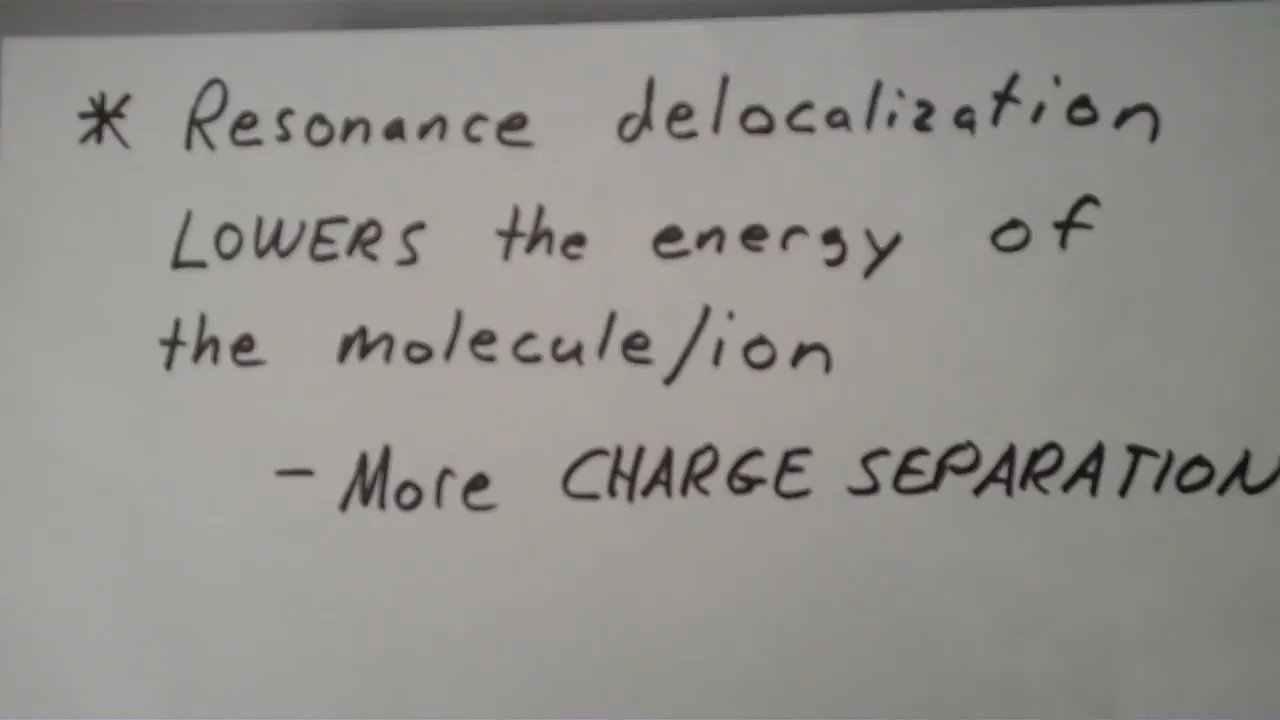 * Resonance delocalization
LOWERS the energy of
the molecule/ion
- More CHARGE SEPARATION